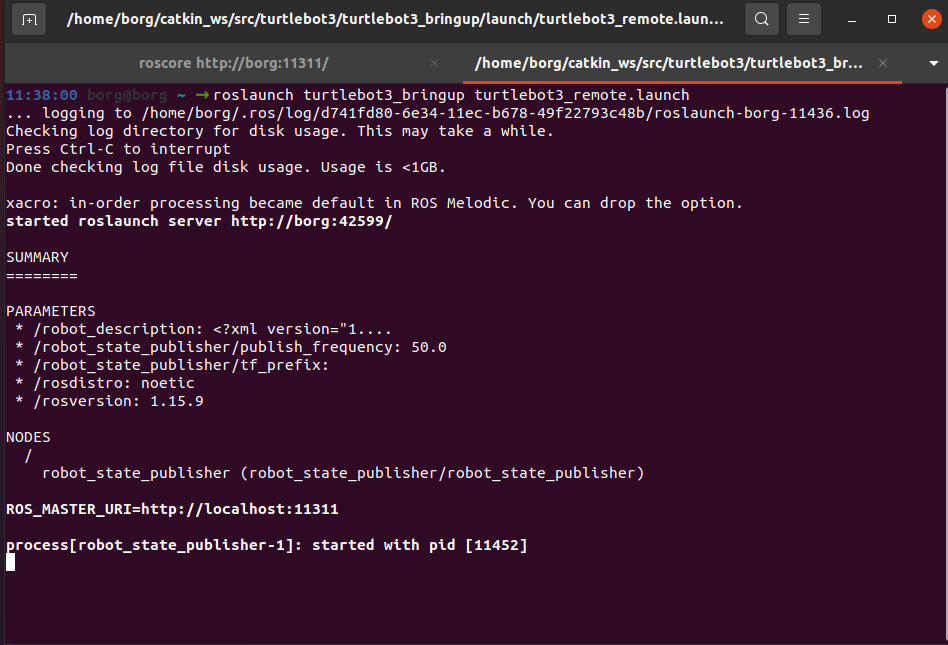 /home/borg/catkin_ws/src/turtlebot3/turtlebot3_bringup/launch/turtlebot3_remote.laun...
roscore http://borg:11311/ × /home/borg/catkin_ws/src/turtlebot3/turtlebot3_br... ×
11:38:00 borg@borg ~ →roslaunch turtlebot3_bringup turtlebot3_remote.launch
... logging to /home/borg/.ros/log/d741fd80-6e34-11ec-b678-49f22793c48b/roslaunch-borg-11436.log
Checking log directory for disk usage. This may take a while.
Press Ctrl-C to interrupt
Done checking log file disk usage. Usage is <1GB.
xacro: in-order processing became default in ROS Melodic. You can drop the option.
started roslaunch server http://borg:42599/
SUMMARY
========
PARAMETERS
* /robot_description: <?xml version="1....
* /robot_state_publisher/publish_frequency: 50.0
* /robot_state_publisher/tf_prefix:
* /rosdistro: noetic
* /rosversion: 1.15.9
NODES
/
robot_state_publisher (robot_state_publisher/robot_state_publisher)
ROS_MASTER_URI=http://localhost:11311
process[robot_state_publisher-1]: started with pid [11452]